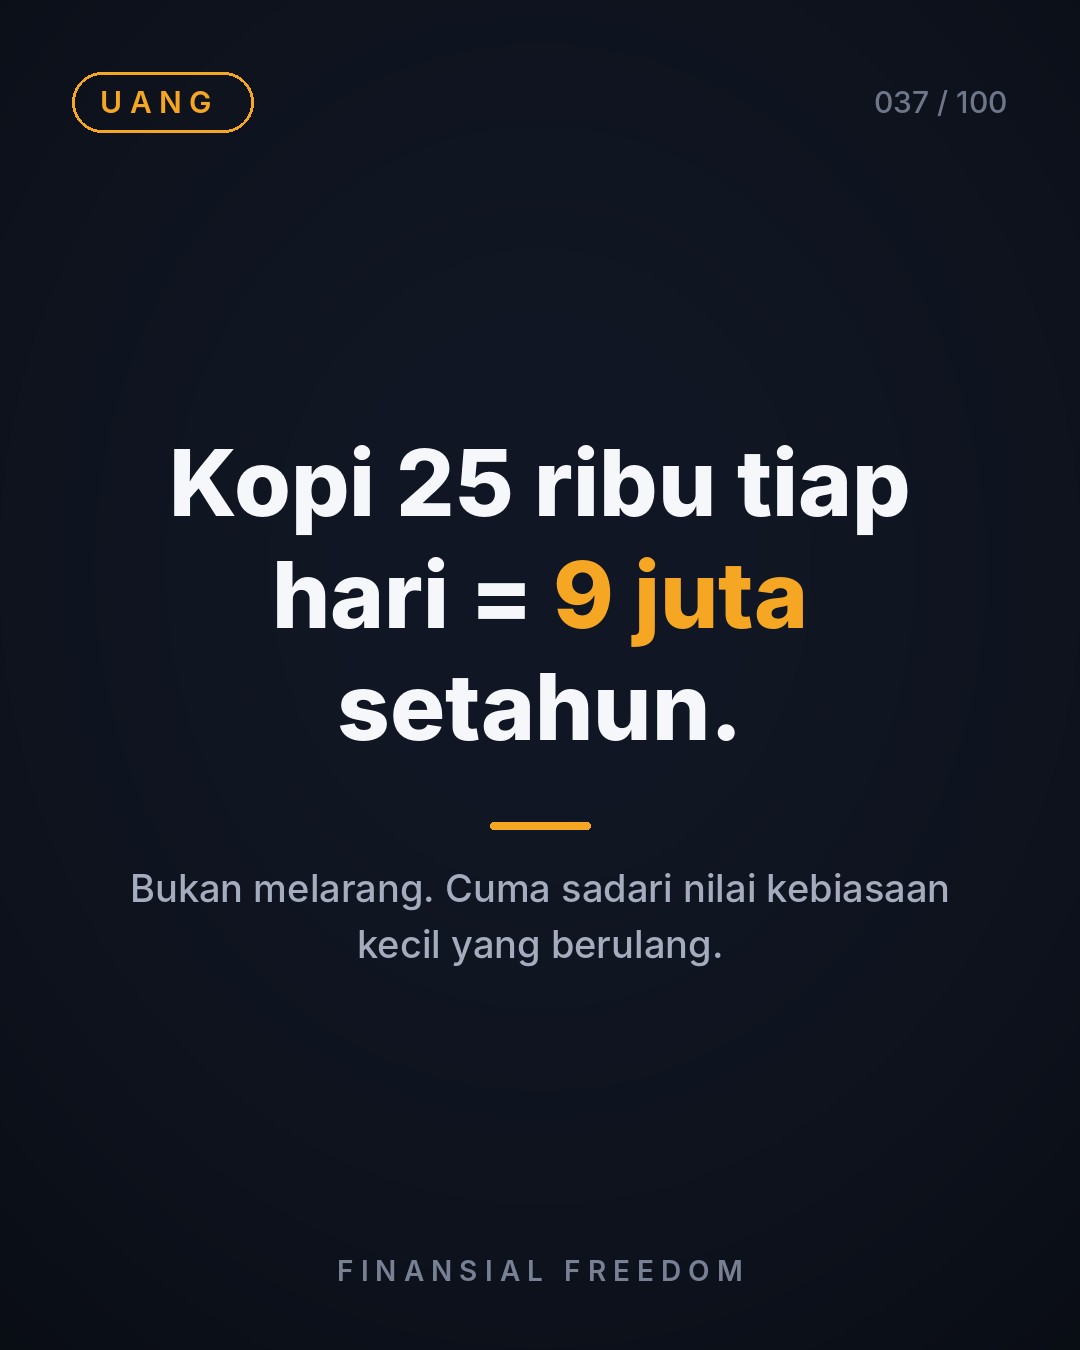 UANG
037 / 100
Kopi 25 ribu tiap
hari = 9 juta
setahun.
Bukan melarang. Cuma sadari nilai kebiasaan
kecil yang berulang.
FINANSIAL FREEDOM